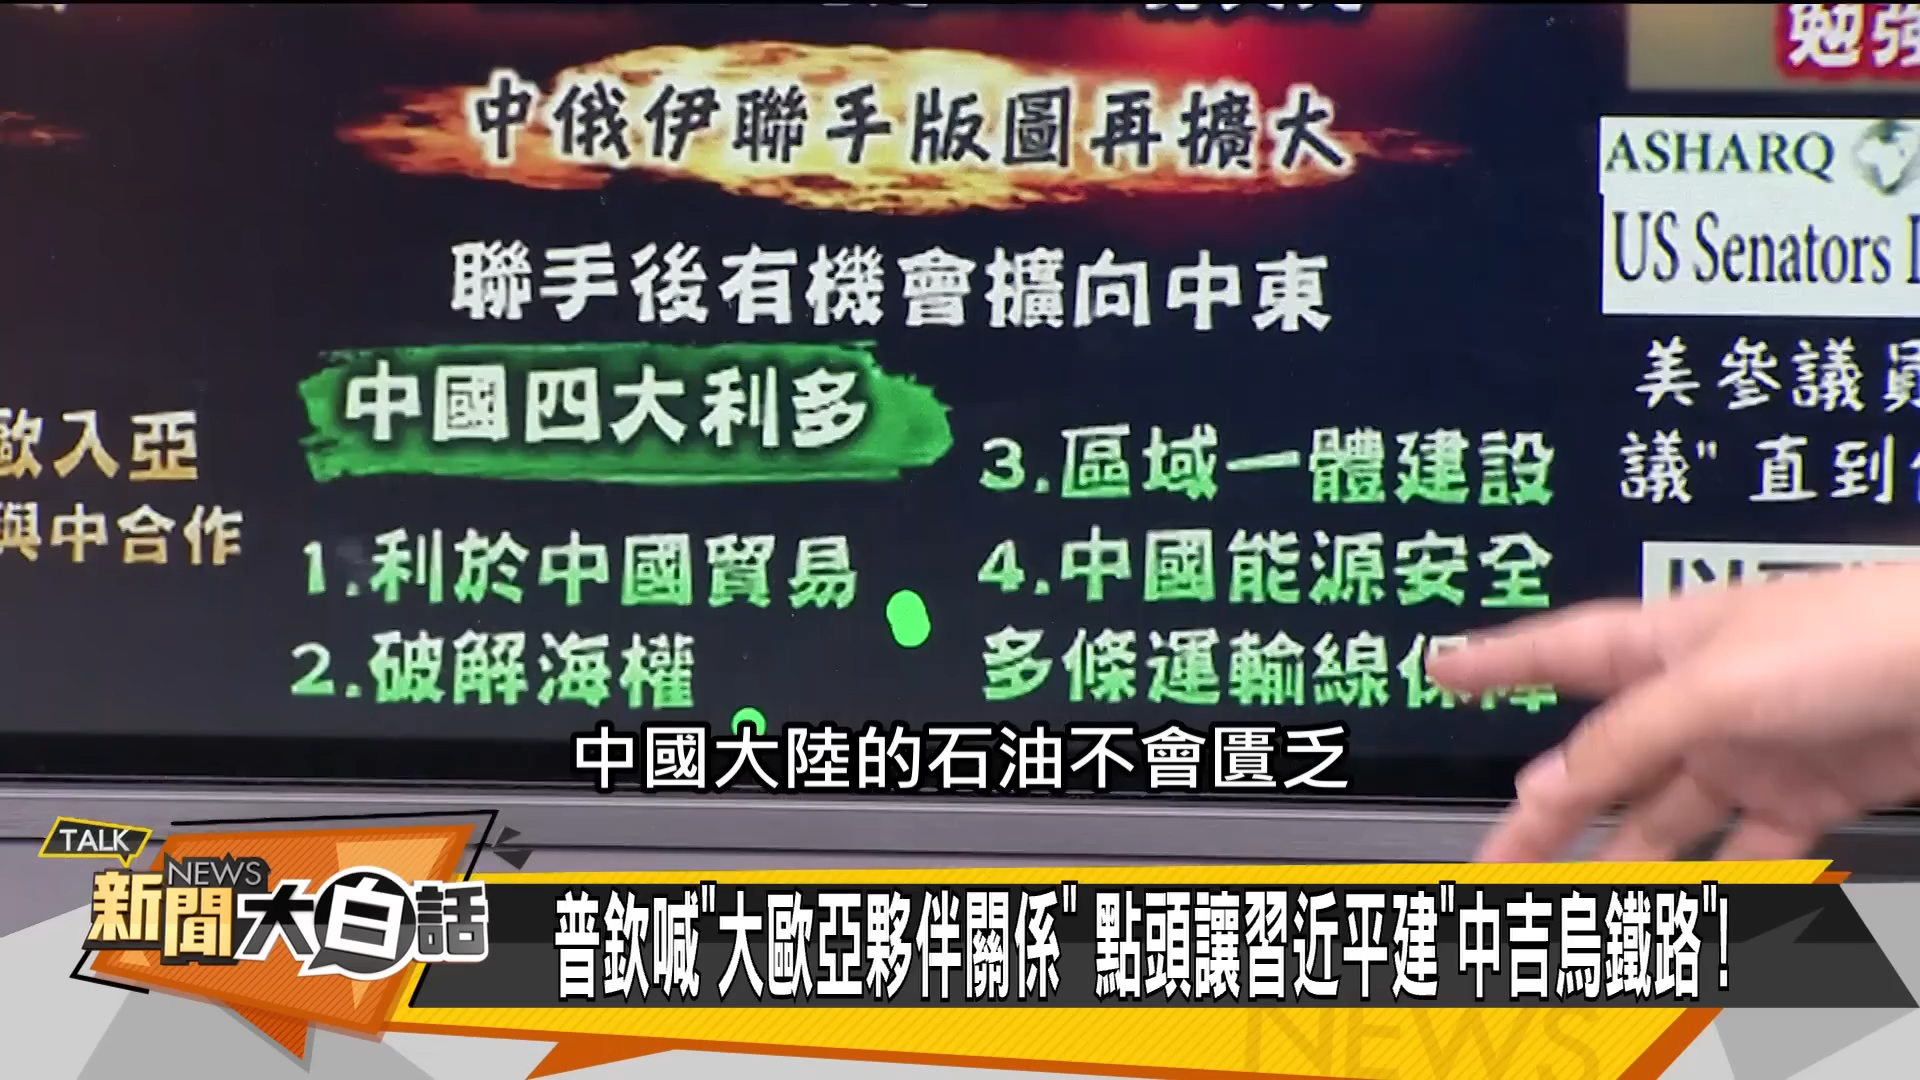 中俄伊聯手版圖再擴大
聯手後有機會擴向中東
中國四大利多
1.利於中國貿易
2.破解海權
3.區域一體建設
4.中國能源安全
多條運輸線保障
歐入亞
與中合作
勉強
ASHARQ
US Senators
美參議員
議" 直到
中國大陸的石油不會匱乏
TALK
NEWS
新聞大白話
普欽喊"大歐亞夥伴關係" 點頭讓習近平建"中吉烏鐵路"!
NEWS